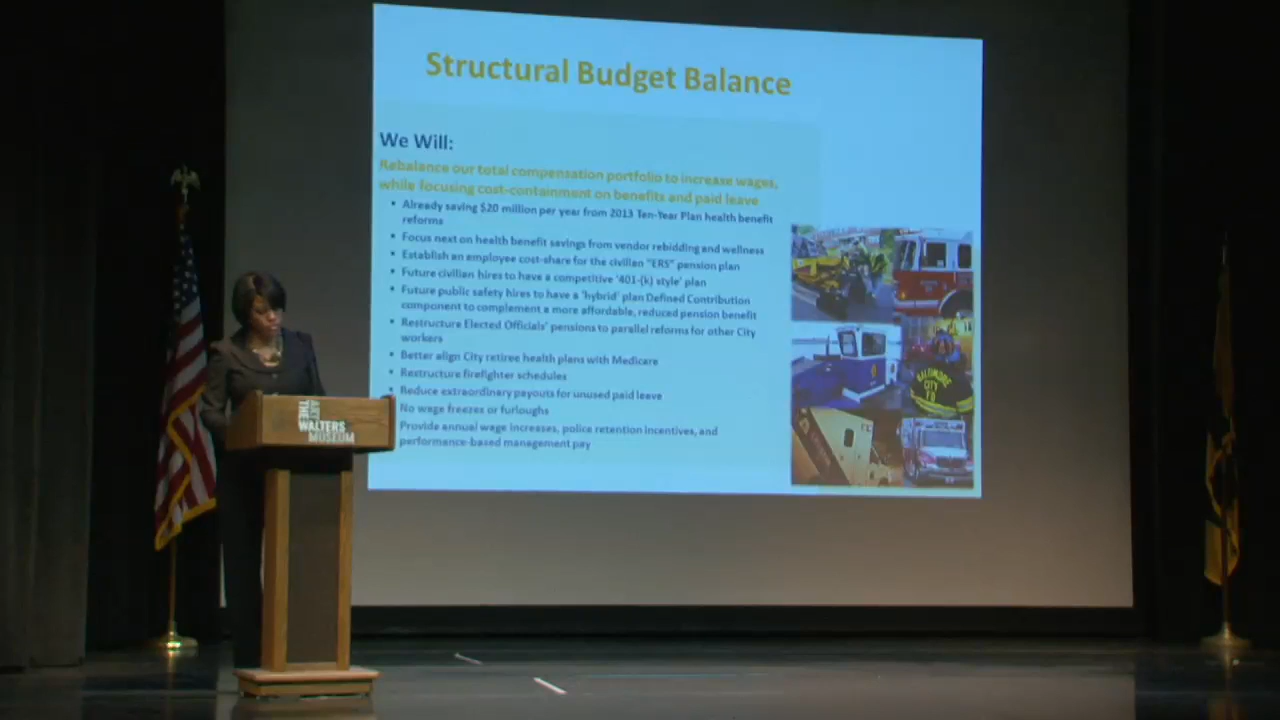 Structural Budget Balance
We Will:
Rebalance our total compensation portfolio to increase wages,
while focusing cost-containment on benefits and paid leave
• Already saving $20 million per year from 2013 Ten-Year Plan health benefit
reforms
• Focus next on health benefit savings from vendor rebidding and wellness
• Establish an employee cost-share for the civilian "ERS" pension plan
• Future civilian hires to have a competitive '401-(k) style' plan
• Future public safety hires to have a 'hybrid' plan Defined Contribution
component to complement a more affordable, reduced pension benefit
• Restructure Elected Officials' pensions to parallel reforms for other City
workers
• Better align City retiree health plans with Medicare
• Restructure firefighter schedules
• Reduce extraordinary payouts for unused paid leave
No wage freezes or furloughs
Provide annual wage increases, police retention incentives, and
performance-based management pay
BALTIMORE
CITY
FD
THE
ART
WALTERS
MUSEUM